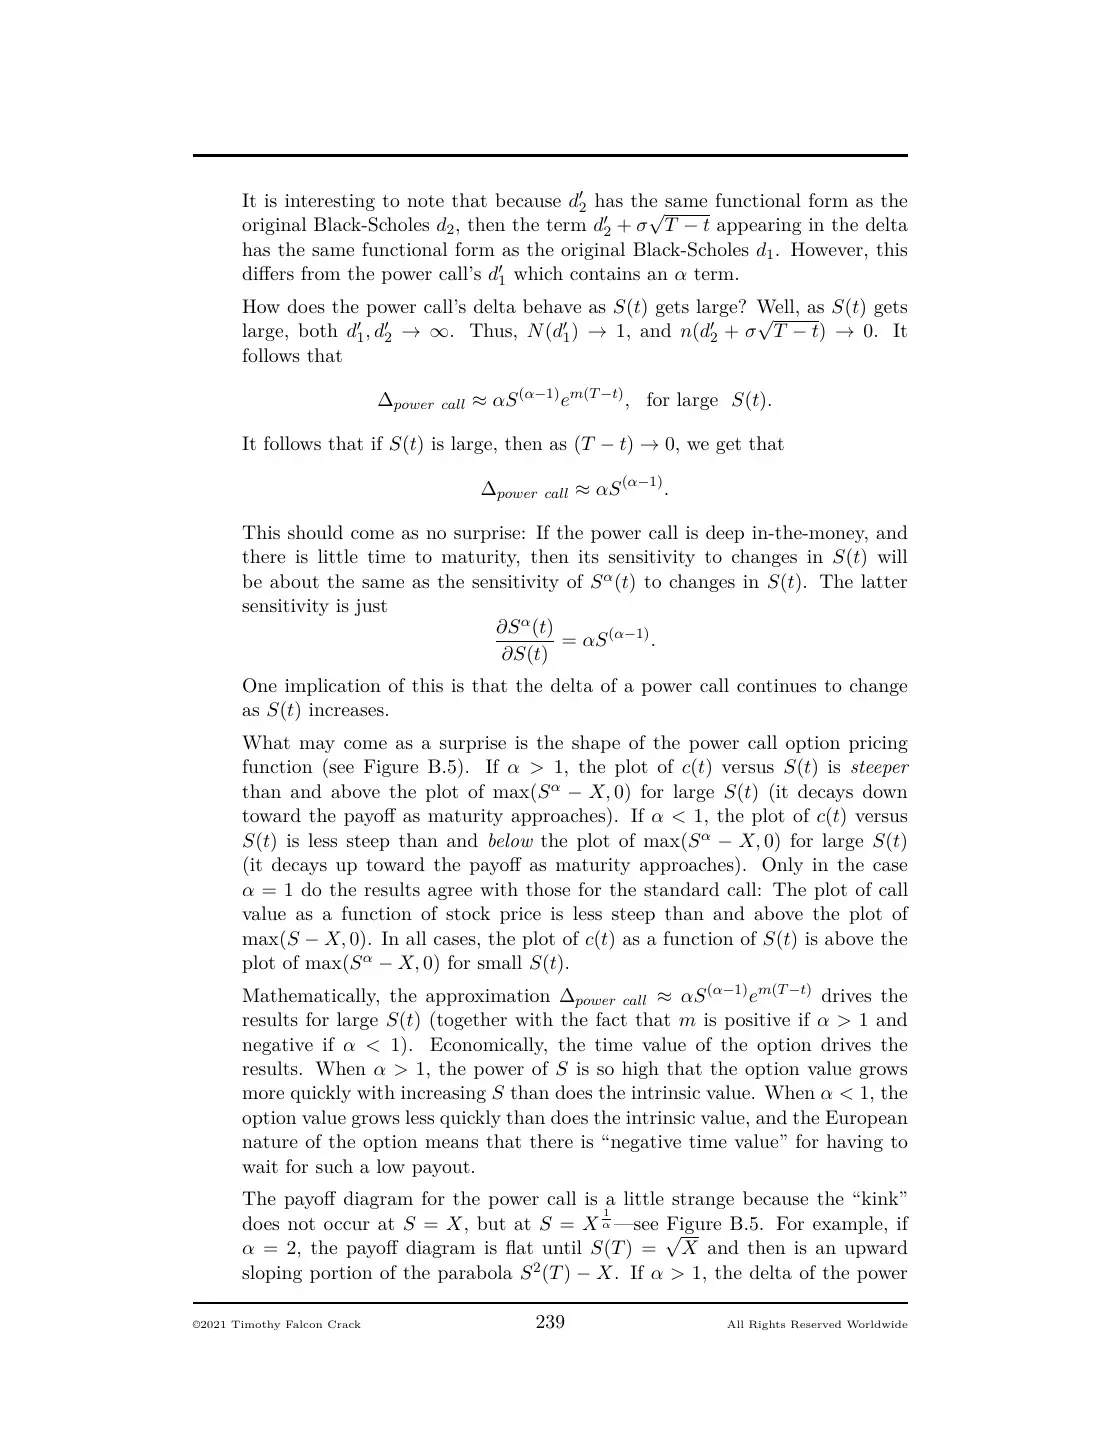 It is interesting to note that because d′₂ has the same functional form as the
original Black-Scholes d₂, then the term d′₂ + σ√(T − t) appearing in the delta
has the same functional form as the original Black-Scholes d₁. However, this
differs from the power call's d′₁ which contains an α term.
How does the power call's delta behave as S(t) gets large? Well, as S(t) gets
large, both d′₁, d′₂ → ∞. Thus, N(d′₁) → 1, and n(d′₂ + σ√(T − t)) → 0. It
follows that
Δ_power call ≈ αS^(α−1)e^m(T−t), for large S(t).
It follows that if S(t) is large, then as (T − t) → 0, we get that
Δ_power call ≈ αS^(α−1).
This should come as no surprise: If the power call is deep in-the-money, and
there is little time to maturity, then its sensitivity to changes in S(t) will
be about the same as the sensitivity of S^α(t) to changes in S(t). The latter
sensitivity is just
∂S^α(t)/∂S(t) = αS^(α−1).
One implication of this is that the delta of a power call continues to change
as S(t) increases.
What may come as a surprise is the shape of the power call option pricing
function (see Figure B.5). If α > 1, the plot of c(t) versus S(t) is steeper
than and above the plot of max(S^α − X, 0) for large S(t) (it decays down
toward the payoff as maturity approaches). If α < 1, the plot of c(t) versus
S(t) is less steep than and below the plot of max(S^α − X, 0) for large S(t)
(it decays up toward the payoff as maturity approaches). Only in the case
α = 1 do the results agree with those for the standard call: The plot of call
value as a function of stock price is less steep than and above the plot of
max(S − X, 0). In all cases, the plot of c(t) as a function of S(t) is above the
plot of max(S^α − X, 0) for small S(t).
Mathematically, the approximation Δ_power call ≈ αS^(α−1)e^m(T−t) drives the
results for large S(t) (together with the fact that m is positive if α > 1 and
negative if α < 1). Economically, the time value of the option drives the
results. When α > 1, the power of S is so high that the option value grows
more quickly with increasing S than does the intrinsic value. When α < 1, the
option value grows less quickly than does the intrinsic value, and the European
nature of the option means that there is “negative time value” for having to
wait for such a low payout.
The payoff diagram for the power call is a little strange because the “kink”
does not occur at S = X, but at S = X^(1/α)—see Figure B.5. For example, if
α = 2, the payoff diagram is flat until S(T) = √X and then is an upward
sloping portion of the parabola S²(T) − X. If α > 1, the delta of the power
©2021 Timothy Falcon Crack
239
All Rights Reserved Worldwide